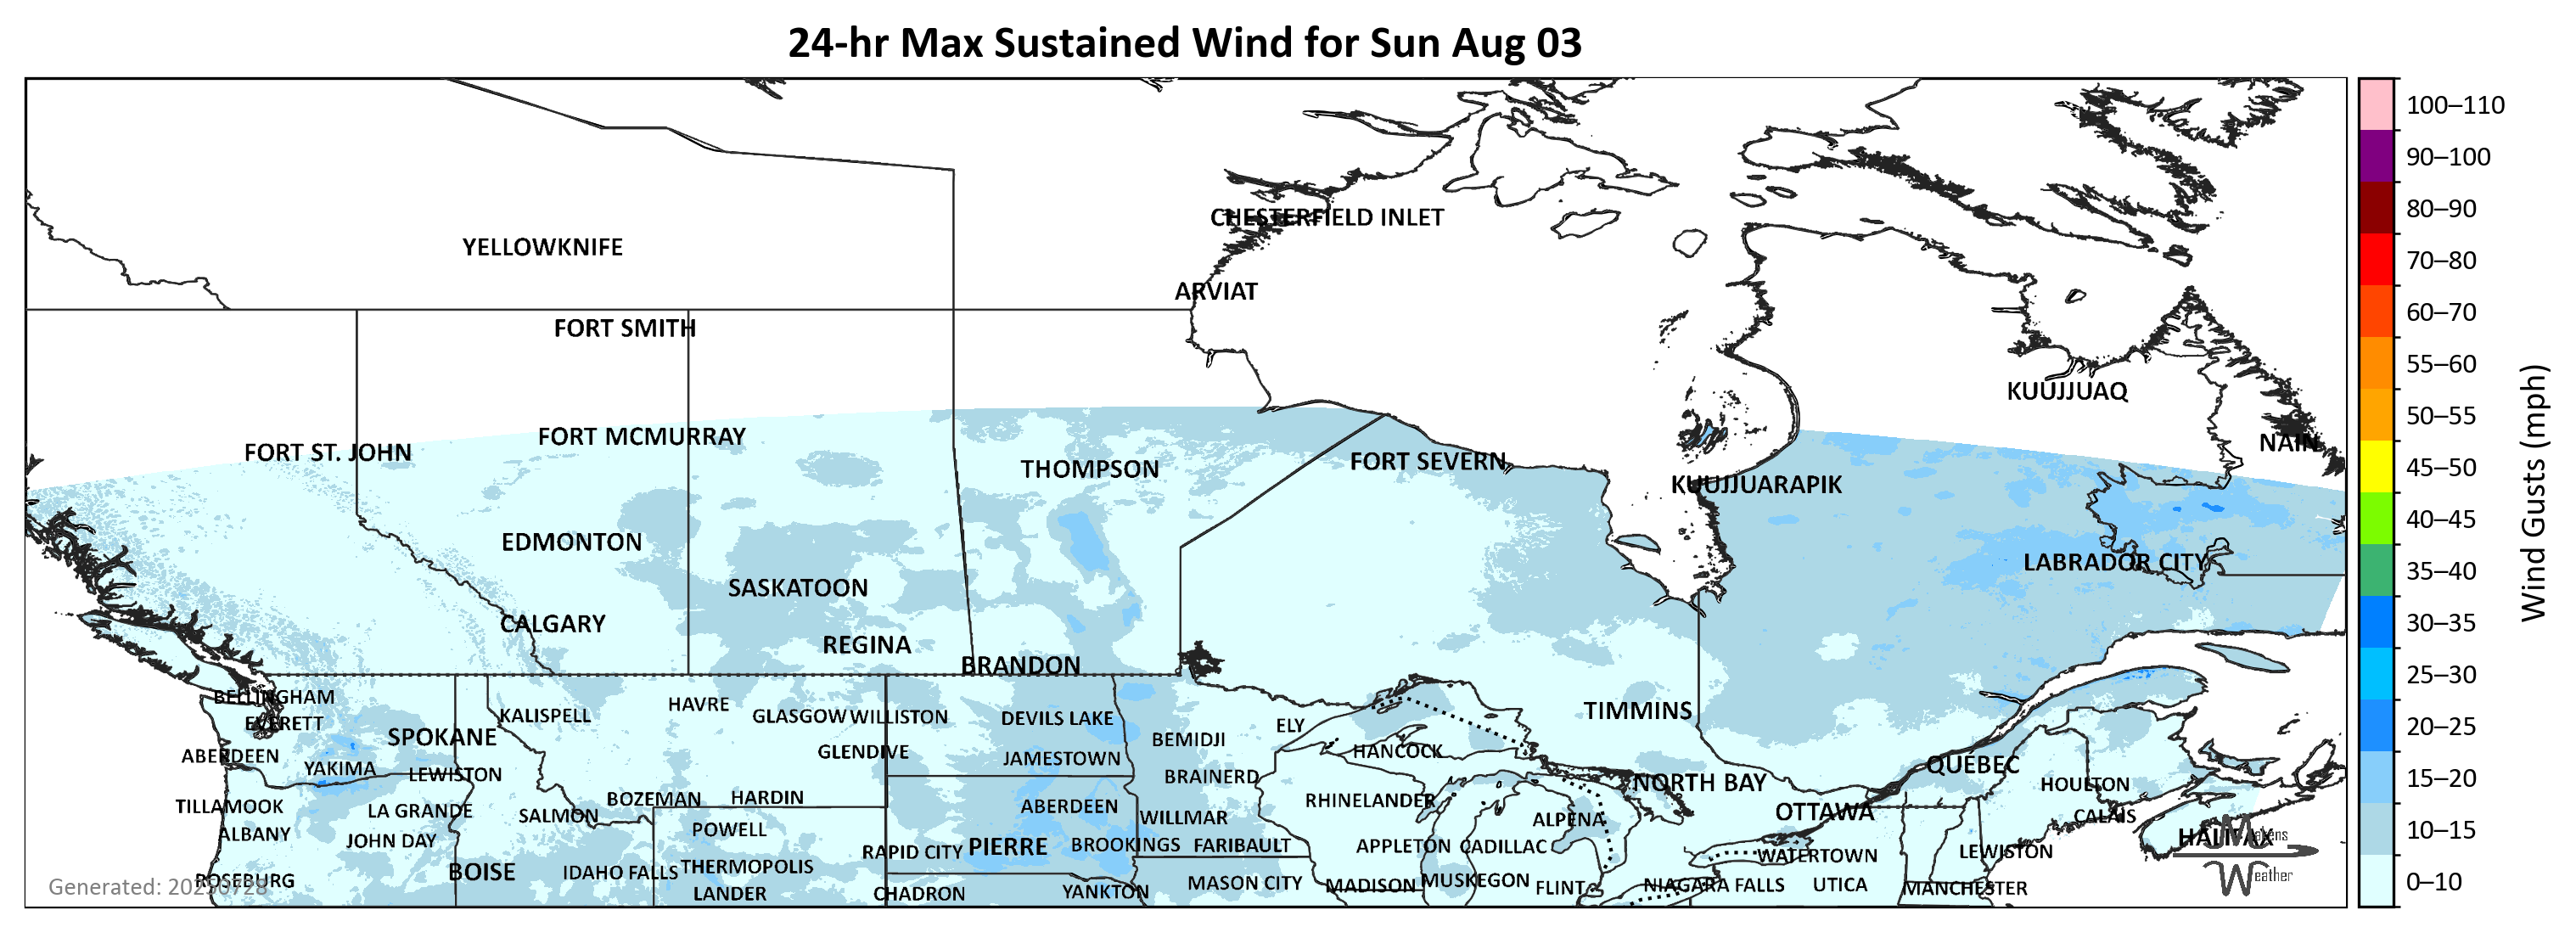 24-hr Max Sustained Wind for Sun Aug 03
100–110
90–100
80–90
70–80
60–70
55–60
50–55
45–50
40–45
35–40
30–35
25–30
20–25
15–20
10–15
0–10
Wind Gusts (mph)
CHESTERFIELD INLET
YELLOWKNIFE
ARVIAT
FORT SMITH
KUUJJUAQ
FORT MCMURRAY
NAIN
FORT ST. JOHN
FORT SEVERN
THOMPSON
KUUJJUARAPIK
EDMONTON
LABRADOR CITY
SASKATOON
CALGARY
REGINA
BRANDON
BELLINGHAM
HAVRE
TIMMINS
KALISPELL
GLASGOW
WILLISTON
DEVILS LAKE
EVERETT
ELY
SPOKANE
BEMIDJI
GLENDIVE
HANCOCK
ABERDEEN
JAMESTOWN
QUÉBEC
YAKIMA
LEWISTON
BRAINERD
NORTH BAY
HOULTON
BOZEMAN
HARDIN
RHINELANDER
TILLAMOOK
ABERDEEN
LA GRANDE
OTTAWA
SALMON
CALAIS
WILLMAR
ALPENA
POWELL
ALBANY
HALIFAX
Makens
Weather
JOHN DAY
BROOKINGS
FARIBAULT
APPLETON
CADILLAC
PIERRE
RAPID CITY
LEWISTON
WATERTOWN
THERMOPOLIS
BOISE
IDAHO FALLS
ROSEBURG
MUSKEGON
MASON CITY
MADISON
NIAGARA FALLS
UTICA
Generated: 20250728
FLINT
MANCHESTER
YANKTON
LANDER
CHADRON